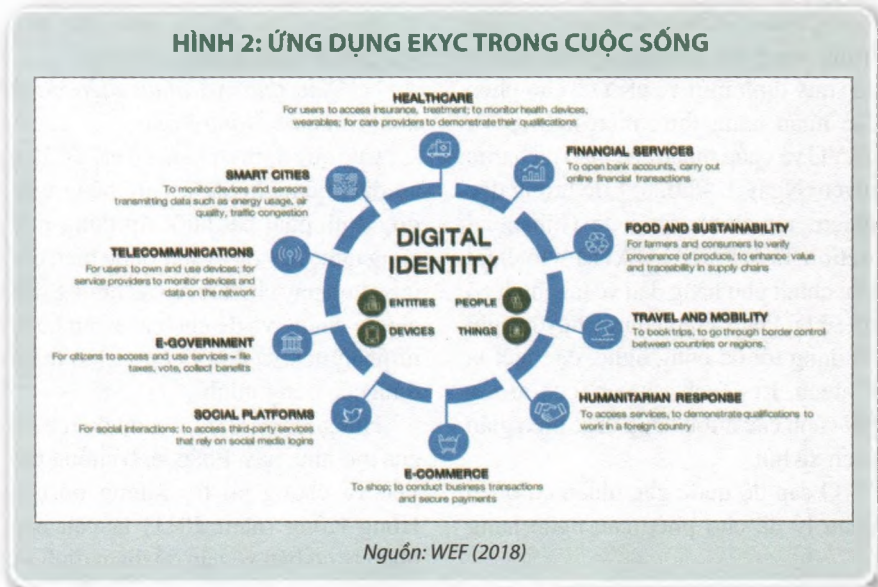 HÌNH 2: ỨNG DỤNG EKYC TRONG CUỘC SỐNG
HEALTHCARE
For users to access insurance, treatment; to monitor health devices,
wearables; for care providers to demonstrate their qualifications
FINANCIAL SERVICES
To open bank accounts, carry out
online financial transactions.
SMART CITIES
To monitor devices and sensors
transmitting data such as energy usage, air
quality, traffic congestion
FOOD AND SUSTAINABILITY
For farmers and consumers to verify
provenance of produce, to enhance value
and traceability in supply chains
TELECOMMUNICATIONS
For users to own and use devices; for
service providers to monitor devices and
data on the network
DIGITAL
IDENTITY
ENTITIES
PEOPLE
DEVICES
THINGS
TRAVEL AND MOBILITY
To book trips, to go through border control
between countries or regions.
E-GOVERNMENT
For citizens to access and use services – file
taxes, vote, collect benefits
HUMANITARIAN RESPONSE
To access services, to demonstrate qualifications to
work in a foreign country
SOCIAL PLATFORMS
For social interactions; to access third-party services
that rely on social media logins
E-COMMERCE
To shop; to conduct business transactions
and secure payments
Nguồn: WEF (2018)